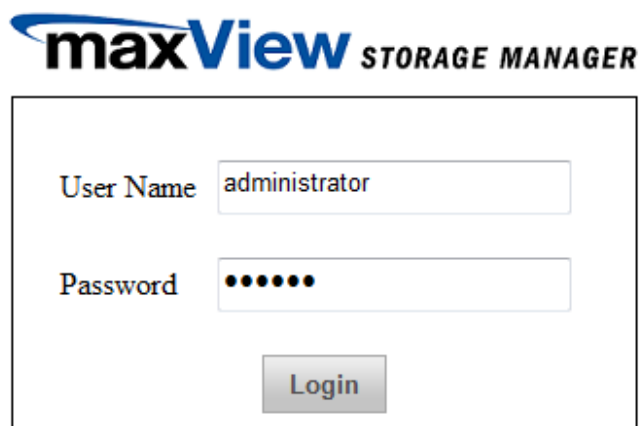 maxView STORAGE MANAGER
User Name administrator
Password ••••••
Login